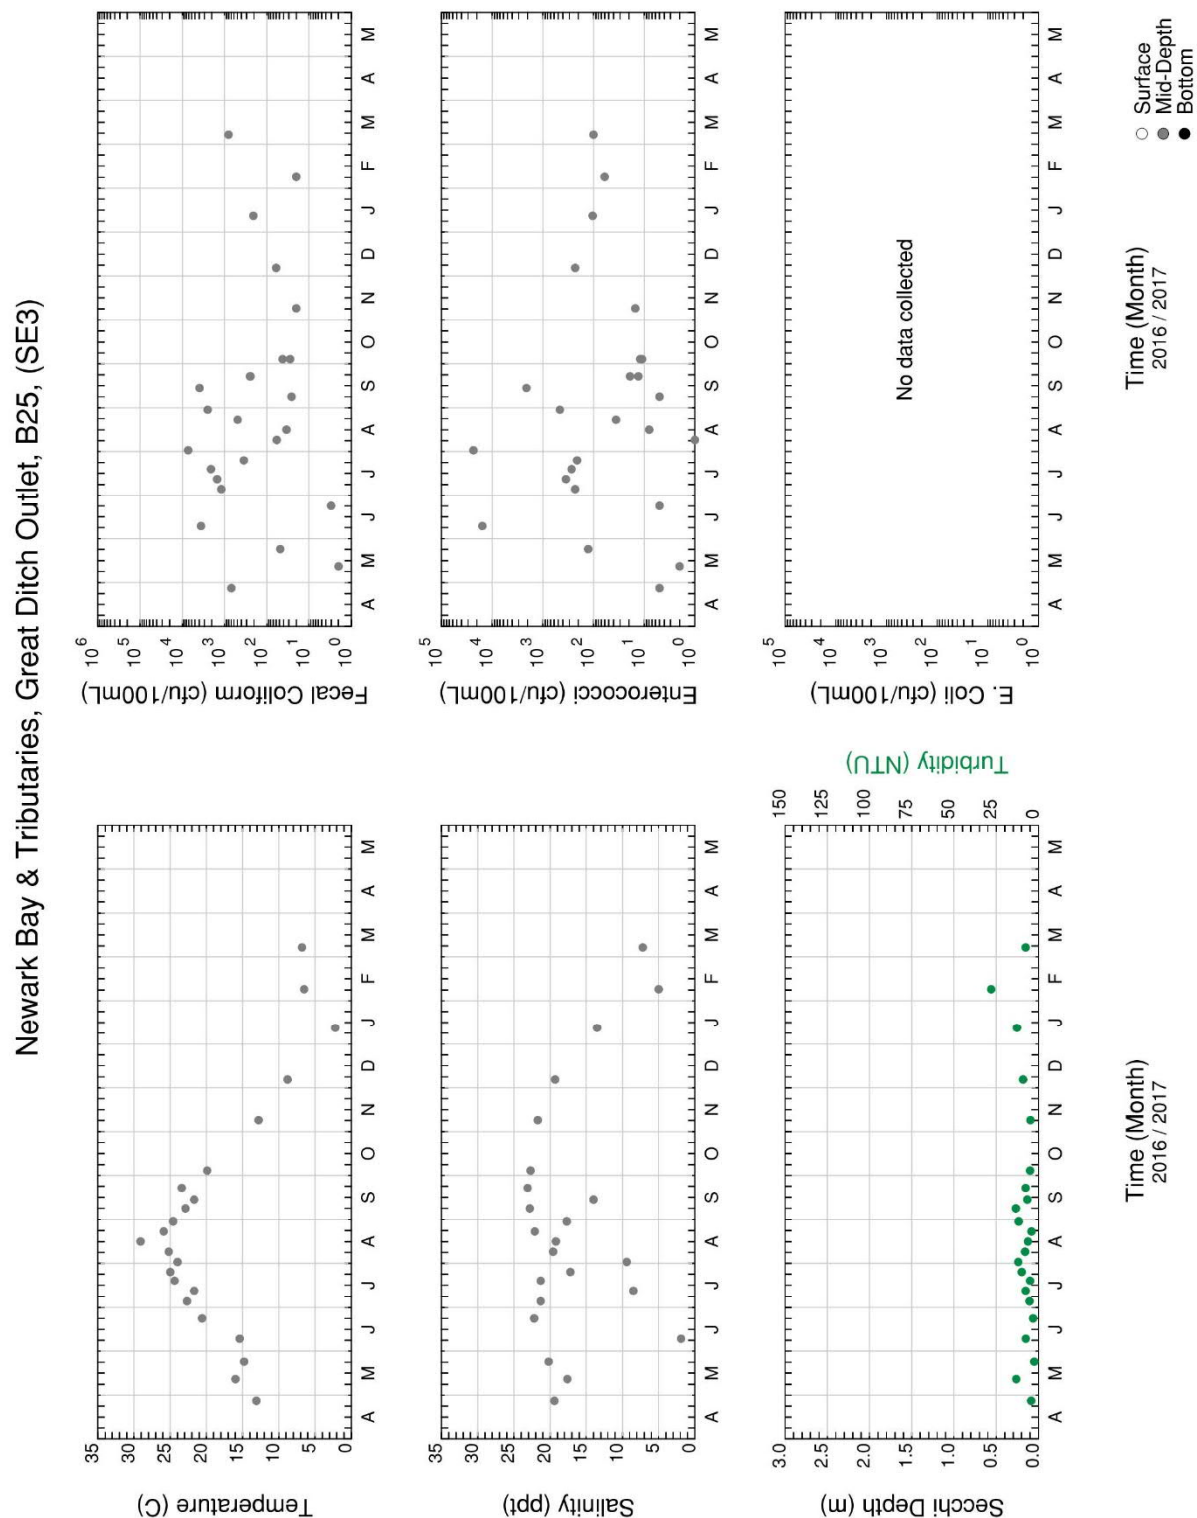 Newark Bay & Tributaries, Great Ditch Outlet, B25, (SE3)
Temperature (C)
35
30
25
20
15
10
5
0
A M J J A S O N D J F M A M
Fecal Coliform (cfu/100mL)
10 6
10 5
10 4
10 3
10 2
10 1
10 0
A M J J A S O N D J F M A M
Salinity (ppt)
35
30
25
20
15
10
5
0
A M J J A S O N D J F M A M
Enterococci (cfu/100mL)
10 5
10 4
10 3
10 2
10 1
10 0
A M J J A S O N D J F M A M
Secchi Depth (m)
3.0
2.5
2.0
1.5
1.0
0.5
0.0
Turbidity (NTU)
150
125
100
75
50
25
0
A M J J A S O N D J F M A M
Time (Month)
2016 / 2017
E. Coli (cfu/100mL)
10 5
10 4
10 3
10 2
10 1
10 0
No data collected
A M J J A S O N D J F M A M
Time (Month)
2016 / 2017
Surface
Mid-Depth
Bottom